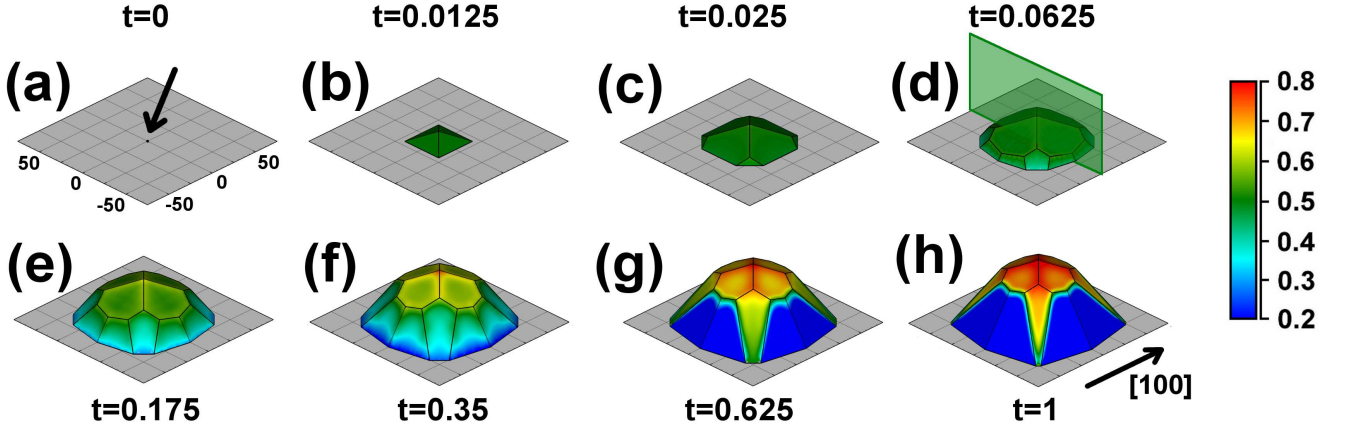 t=0
t=0.0125
t=0.025
t=0.0625
(a)
(b)
(c)
(d)
50
0
-50
-50
0
50
0.8
0.7
0.6
0.5
0.4
0.3
0.2
(e)
(f)
(g)
(h)
[100]
t=0.175
t=0.35
t=0.625
t=1